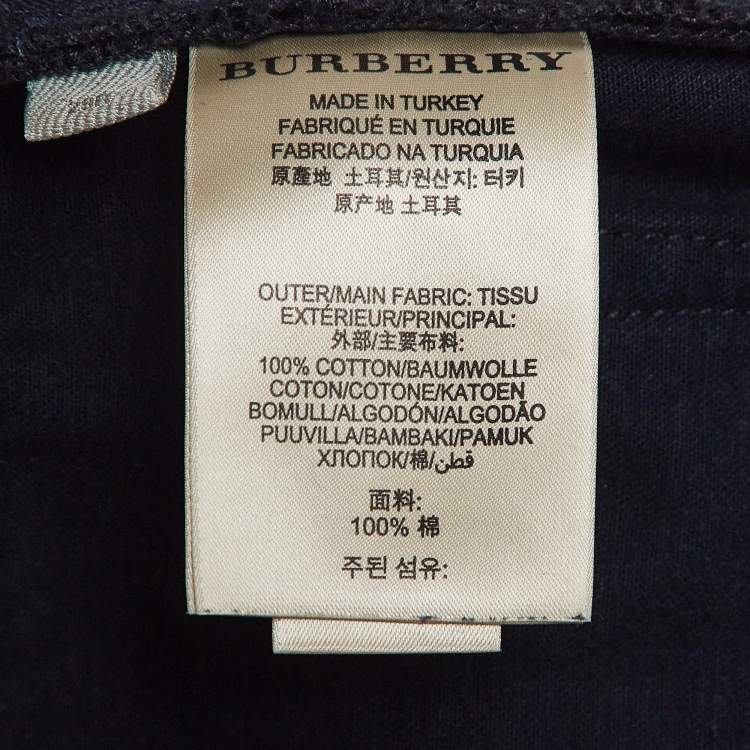 BURBERRY
MADE IN TURKEY
FABRIQUÉ EN TURQUIE
FABRICADO NA TURQUIA
原產地 土耳其/원산지: 터키
原产地 土耳其
OUTER/MAIN FABRIC: TISSU
EXTÉRIEUR/PRINCIPAL:
外部/主要布料:
100% COTTON/BAUMWOLLE
COTON/COTONE/KATOEN
BOMULL/ALGODÓN/ALGODÃO
PUUVILLA/BAMBAKI/PAMUK
ХЛОПОК/棉/قطن
面料:
100% 棉
주된 섬유: